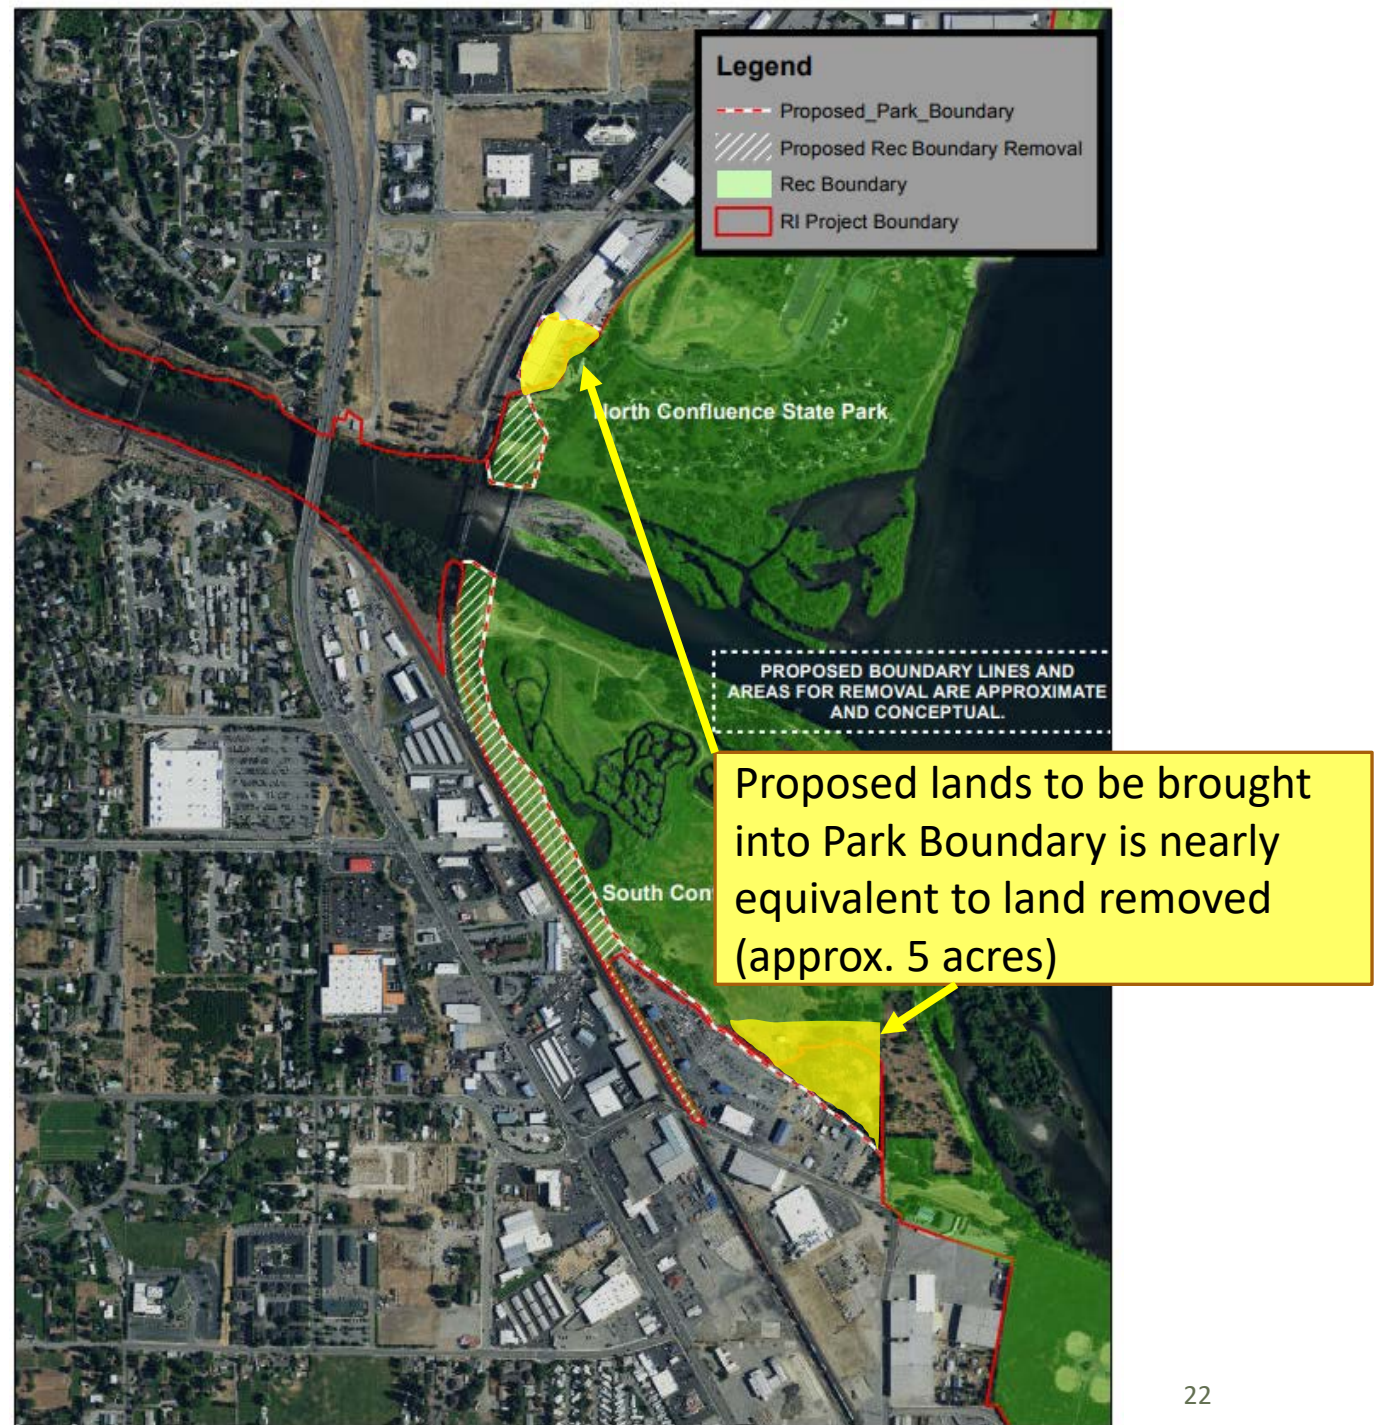 Legend
Proposed_Park_Boundary
Proposed Rec Boundary Removal
Rec Boundary
RI Project Boundary
North Confluence State Park
PROPOSED BOUNDARY LINES AND
AREAS FOR REMOVAL ARE APPROXIMATE
AND CONCEPTUAL.
Proposed lands to be brought
into Park Boundary is nearly
equivalent to land removed
(approx. 5 acres)
South Con
22